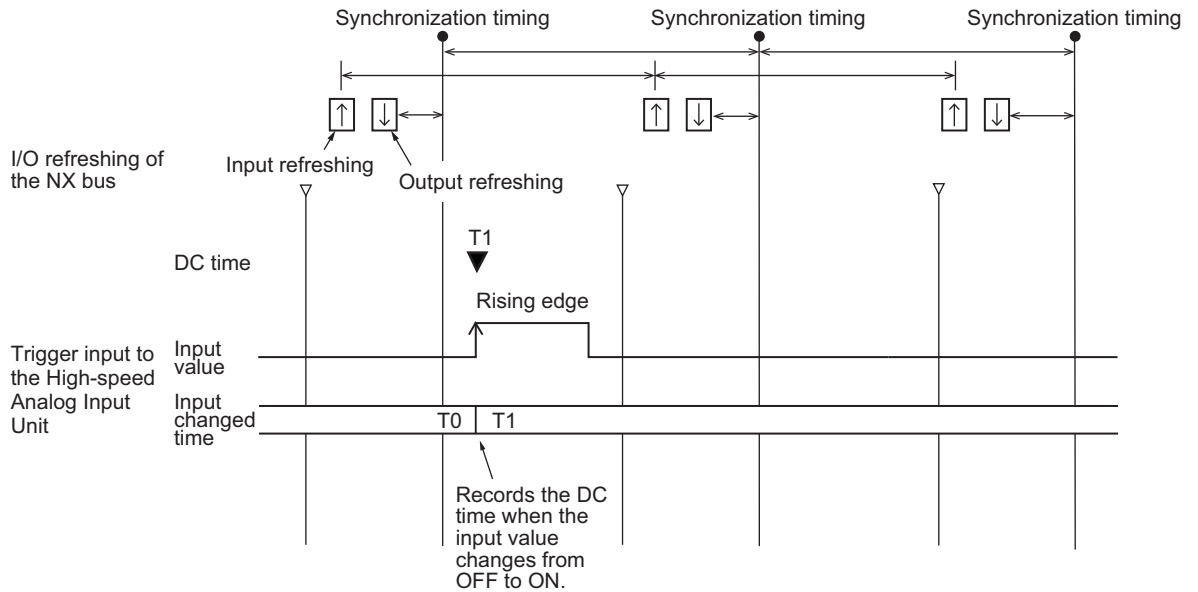 Synchronization timing
Synchronization timing
Synchronization timing
I/O refreshing of
the NX bus
Input refreshing
Output refreshing
DC time
T1
Rising edge
Trigger input to
the High-speed
Analog Input
Unit
Input
value
Input
changed
time
T0
T1
Records the DC
time when the
input value
changes from
OFF to ON.